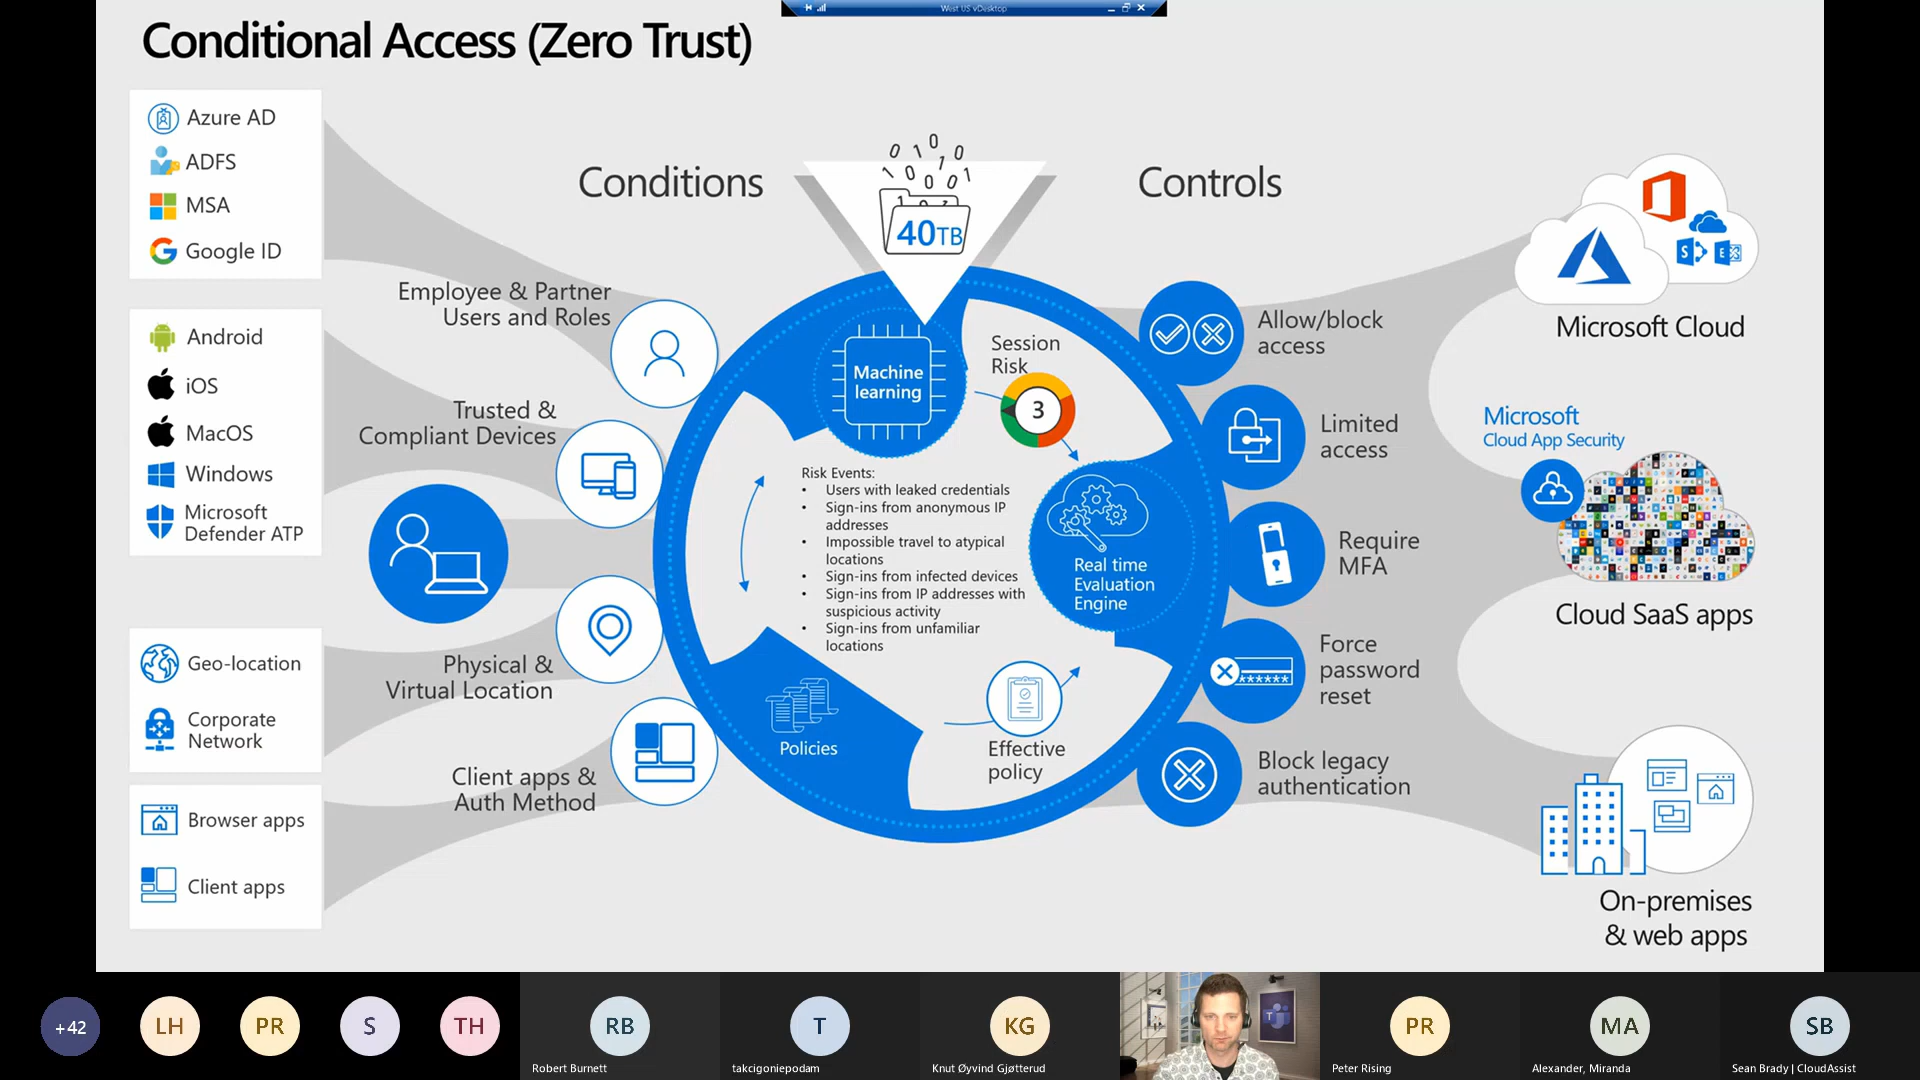 West US vDesktop
Conditional Access (Zero Trust)
Azure AD
ADFS
MSA
Google ID
Android
iOS
MacOS
Windows
Microsoft
Defender ATP
Geo-location
Corporate
Network
Browser apps
Client apps
Conditions
Employee & Partner
Users and Roles
Trusted &
Compliant Devices
Physical &
Virtual Location
Client apps &
Auth Method
40TB
Machine
learning
Session
Risk
3
Risk Events:
• Users with leaked credentials
• Sign-ins from anonymous IP
addresses
• Impossible travel to atypical
locations
• Sign-ins from infected devices
• Sign-ins from IP addresses with
suspicious activity
• Sign-ins from unfamiliar
locations
Real time
Evaluation
Engine
Policies
Effective
policy
Controls
Allow/block
access
Limited
access
Require
MFA
Force
password
reset
Block legacy
authentication
Microsoft Cloud
Microsoft
Cloud App Security
Cloud SaaS apps
On-premises
& web apps
+42
LH
PR
S
TH
RB
Robert Burnett
T
takcigoniepodam
KG
Knut Øyvind Gjøtterud
PR
Peter Rising
MA
Alexander, Miranda
SB
Sean Brady | CloudAssist